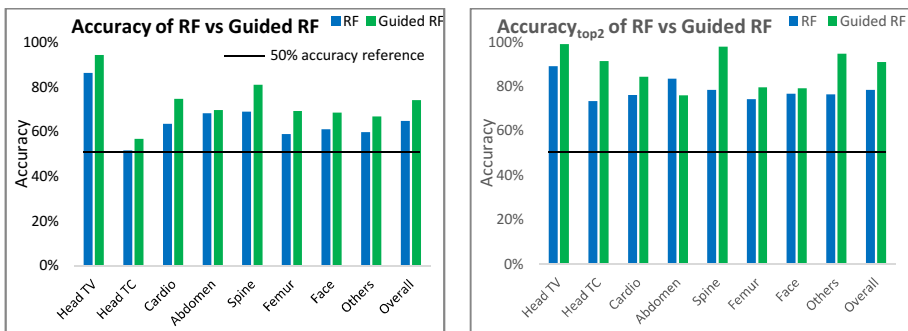 Accuracy of RF vs Guided RF
RF Guided RF
50% accuracy reference
100%
80%
60%
40%
20%
0%
Accuracy
Head TV
Head TC
Cardio
Abdomen
Spine
Femur
Face
Others
Overall
Accuracytop2 of RF vs Guided RF
RF Guided RF
100%
80%
60%
40%
20%
0%
Accuracy
Head TV
Head TC
Cardio
Abdomen
Spine
Femur
Face
Others
Overall